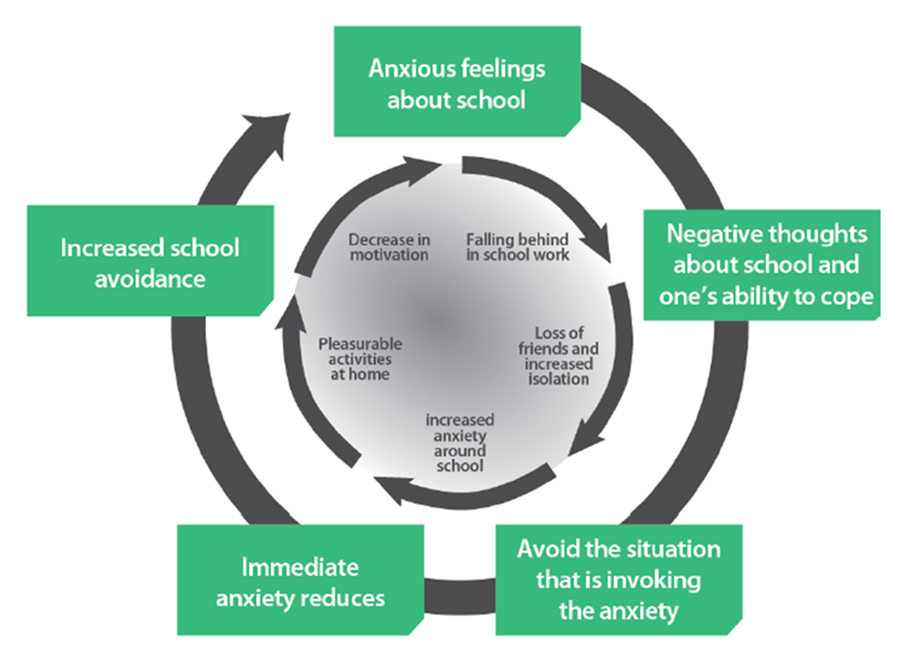 Anxious feelings
about school
Negative thoughts
about school and
one's ability to cope
Avoid the situation
that is invoking
the anxiety
Immediate
anxiety reduces
Increased school
avoidance
Falling behind
in school work
Loss of
friends and
increased
isolation
increased
anxiety
around
school
Pleasurable
activities
at home
Decrease in
motivation